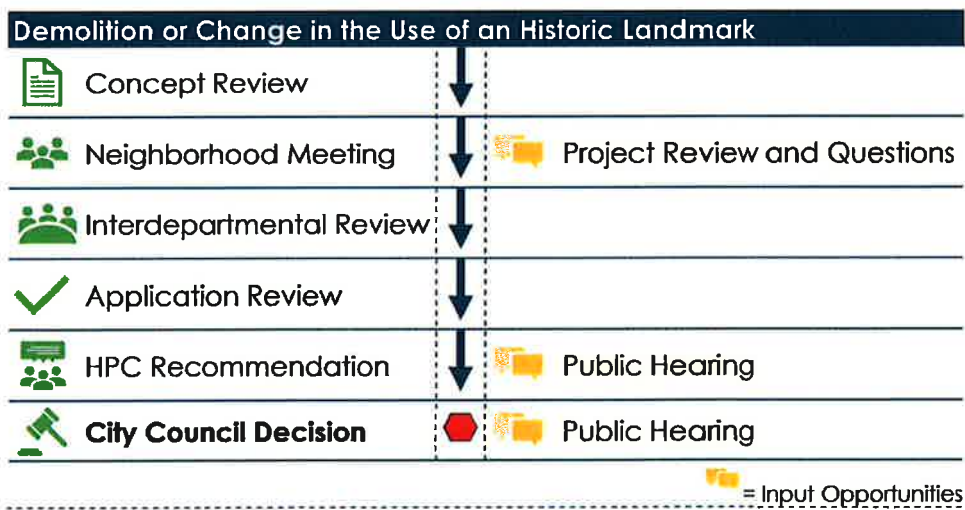 Demolition or Change in the Use of an Historic Landmark
Concept Review
Neighborhood Meeting Project Review and Questions
Interdepartmental Review
Application Review
HPC Recommendation Public Hearing
City Council Decision Public Hearing
= Input Opportunities